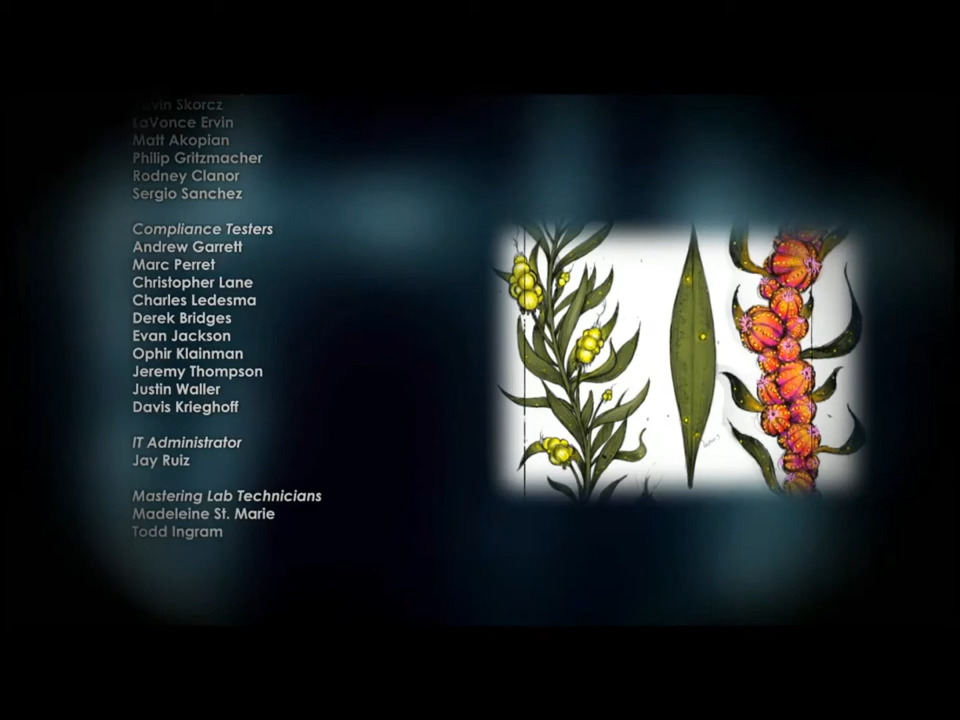 Skorcz
LaVonce Ervin
Matt Akopian
Philip Gritzmacher
Rodney Clanor
Sergio Sanchez
Compliance Testers
Andrew Garrett
Marc Perret
Christopher Lane
Charles Ledesma
Derek Bridges
Evan Jackson
Ophir Klainman
Jeremy Thompson
Justin Waller
Davis Krieghoff
IT Administrator
Jay Ruiz
Mastering Lab Technicians
Madeleine St. Marie
Todd Ingram